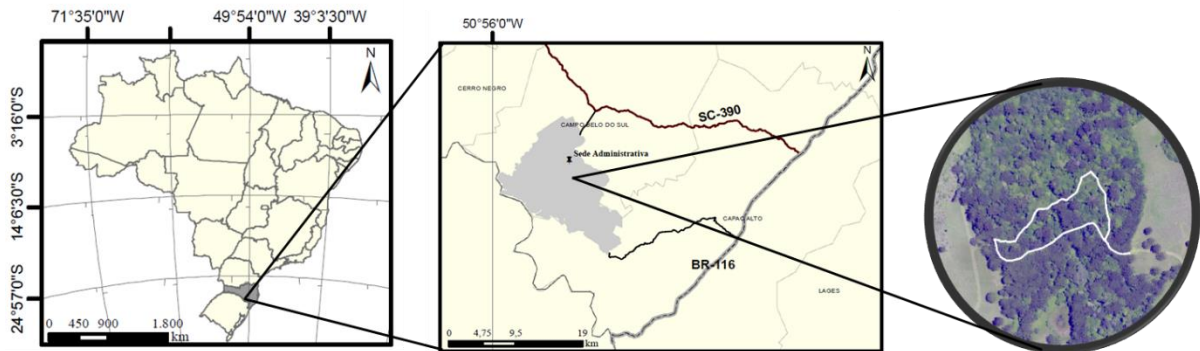 71°35'0"W
49°54'0"W
39°3'30"W
50°56'0"W
N
N
3°16'0"S
14°6'30"S
24°57'0"S
CERRO NEGRO
CAMPO BELO DO SUL
SC-390
Sede Administrativa
CAPAO ALTO
BR-116
LAGES
0 450 900 1.800
km
0 4,75 9,5 19
km